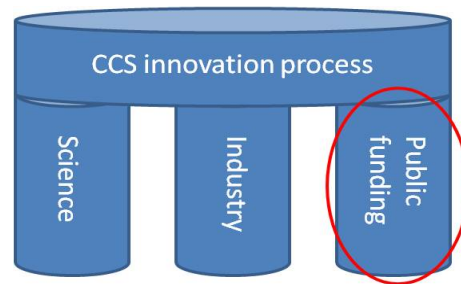 CCS innovation process
Science
Industry
Public
funding